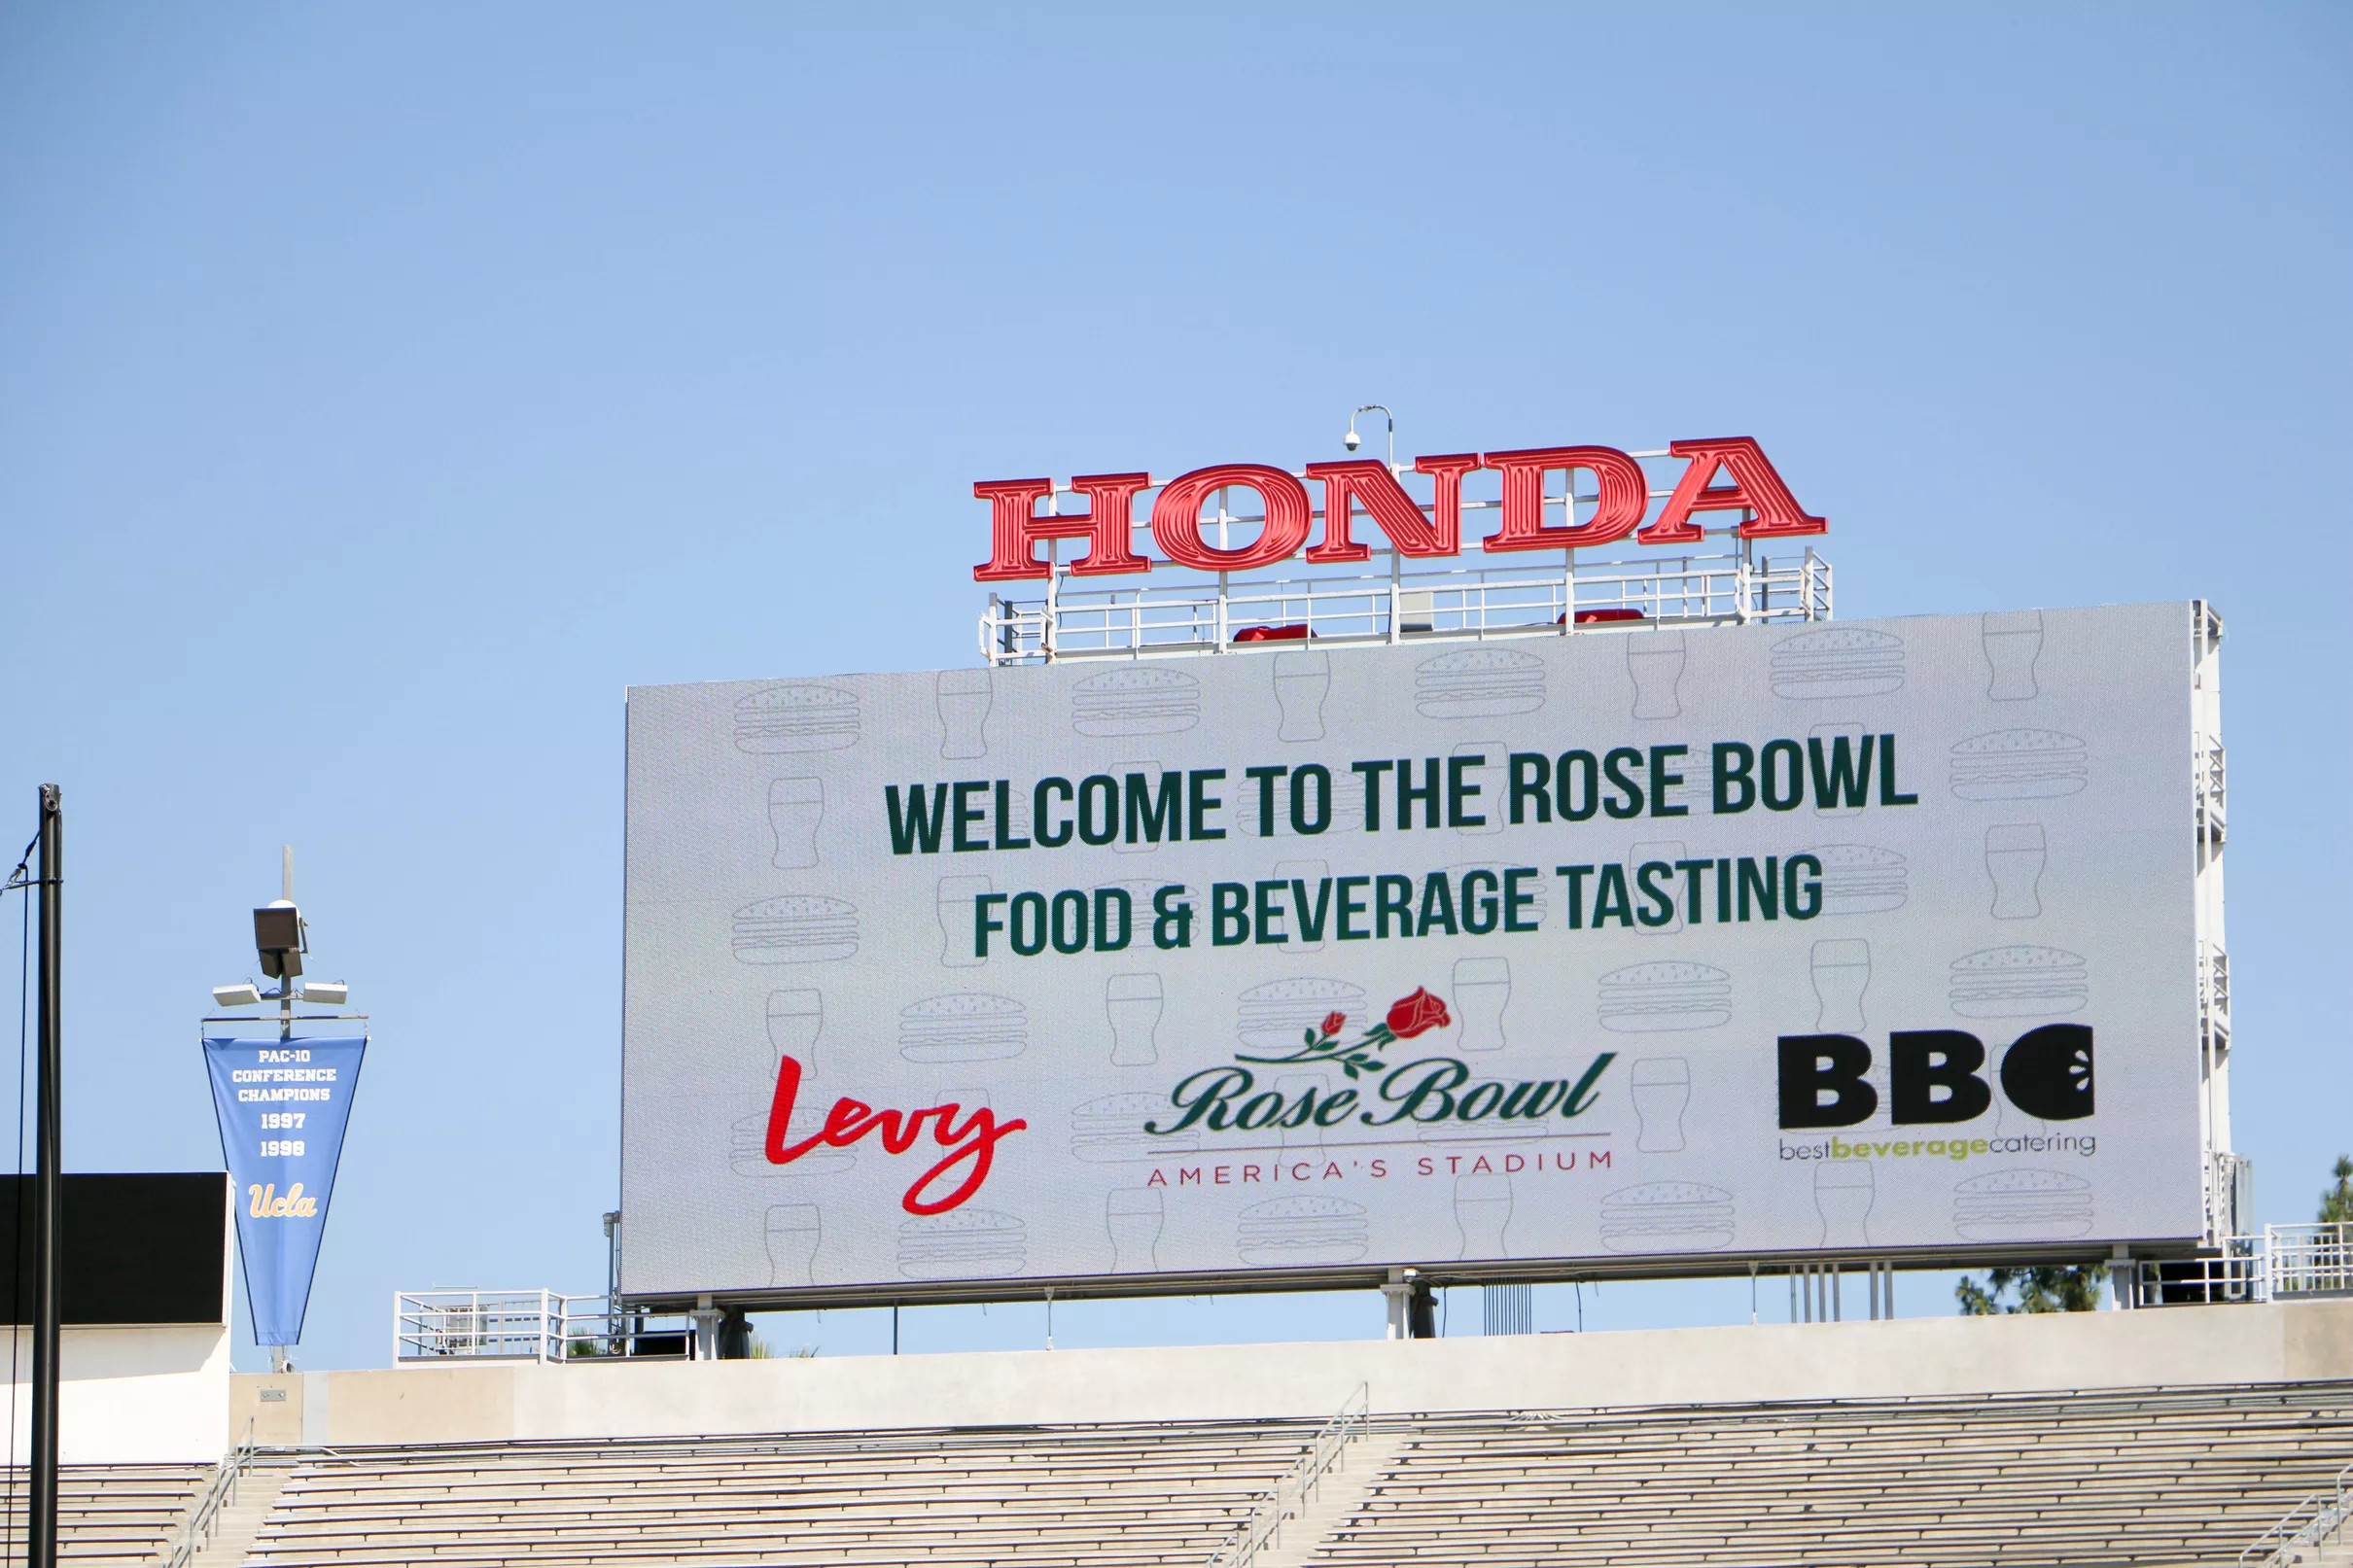 HONDA
WELCOME TO THE ROSE BOWL
FOOD & BEVERAGE TASTING
Levy
Rose Bowl
AMERICA'S STADIUM
BBC
bestbeveragecatering
PAC-10
CONFERENCE
CHAMPIONS
1997
1998
Ucla